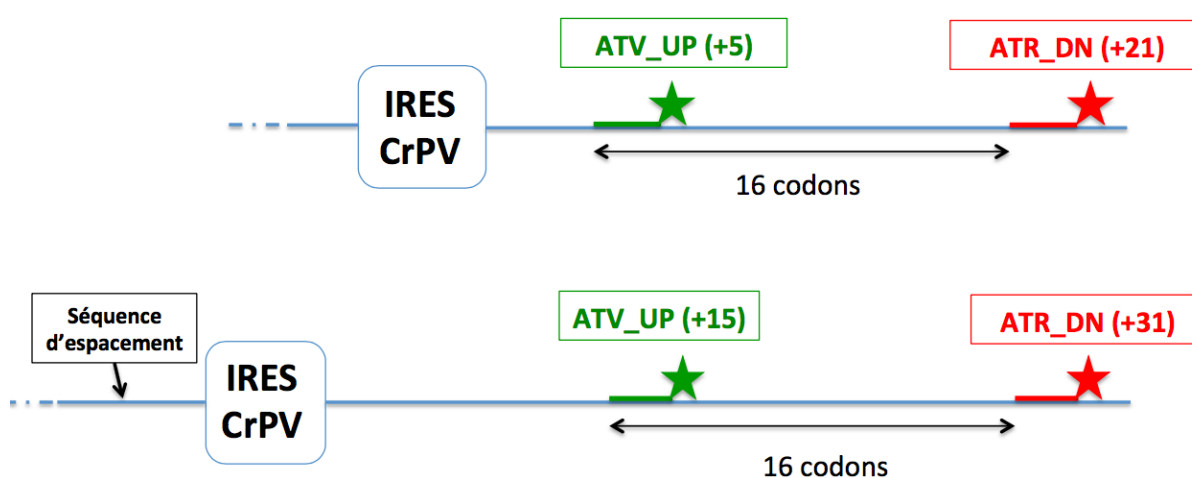 ATV_UP (+5)
ATR_DN (+21)
IRES
CrPV
16 codons
ATV_UP (+15)
ATR_DN (+31)
Séquence
d’espacement
IRES
CrPV
16 codons